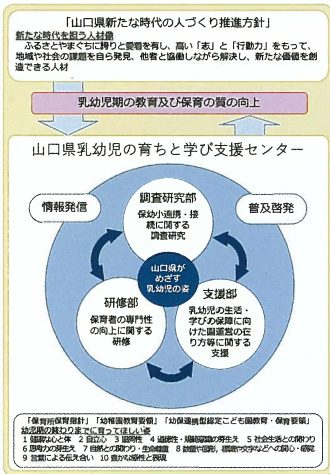 「山口県新たな時代の人づくり推進方針」
新たな時代を担う人材像
ふるさとやまぐちに誇りと愛着を有し、高い「志」と「行動力」をもって、
地域や社会の課題を自ら発見、他者と協働しながら解決し、新たな価値を創
造できる人材
乳幼児期の教育及び保育の質の向上
山口県乳幼児の育ちと学び支援センター
情報発信
普及啓発
調査研究部
保幼小連携・接
続に関する
調査研究
山口県が
めざす
乳幼児の姿
研修部
保育者の専門性
の向上に関する
研修
支援部
乳幼児の生活・
学びの保障に向
けた園運営の在
り方等に関する
支援
「保育所保育指針」「幼稚園教育要領」「幼保連携型認定こども園教育・保育要領」
幼児期の終わりまでに育ってほしい姿
1 健康な心と体 2 自立心 3 協同性 4 道徳性・規範意識の芽生え 5 社会生活との関わり
6 思考力の芽生え 7 自然との関わり・生命尊重 8 数量や図形、標識や文字などへの関心・感覚
9 言葉による伝え合い 10 豊かな感性と表現